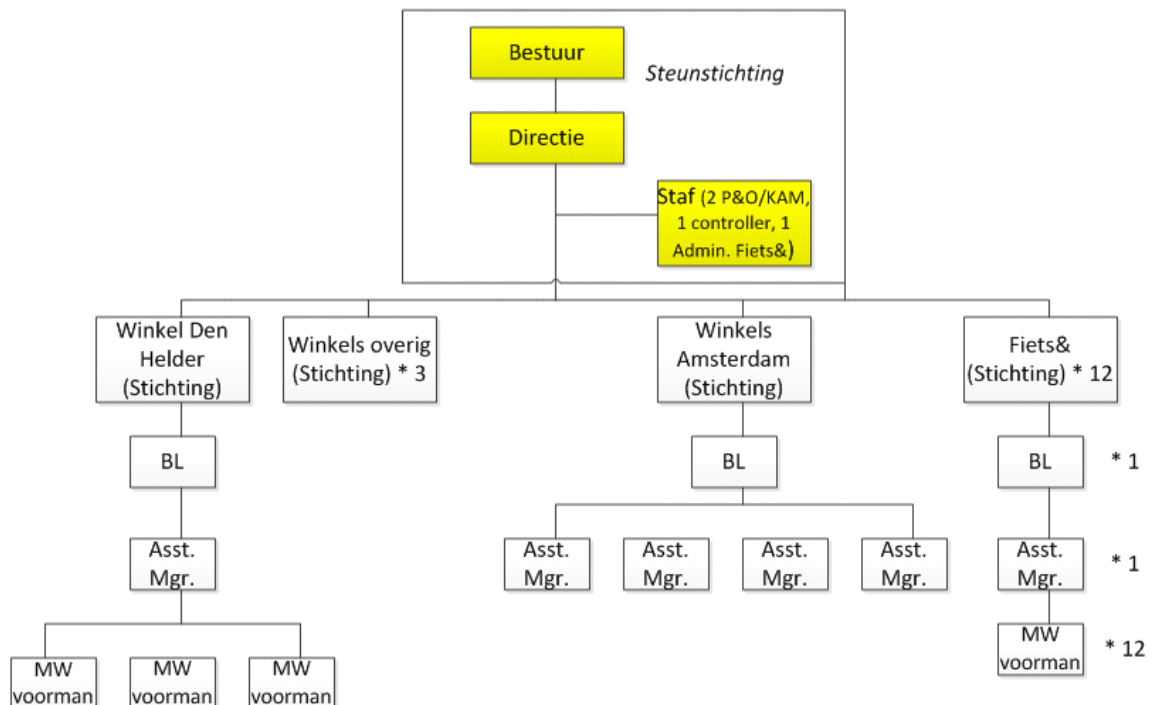 Bestuur
Steunstichting
Directie
Staf (2 P&O/KAM,
1 controller, 1
Admin. Fiets&)
Winkel Den
Helder
(Stichting)
Winkels overig
(Stichting) * 3
Winkels
Amsterdam
(Stichting)
Fiets&
(Stichting) * 12
BL
BL
BL
* 1
Asst.
Mgr.
Asst.
Mgr.
Asst.
Mgr.
Asst.
Mgr.
Asst.
Mgr.
Asst.
Mgr.
* 1
MW
voorman
* 12
MW
voorman
MW
voorman
MW
voorman